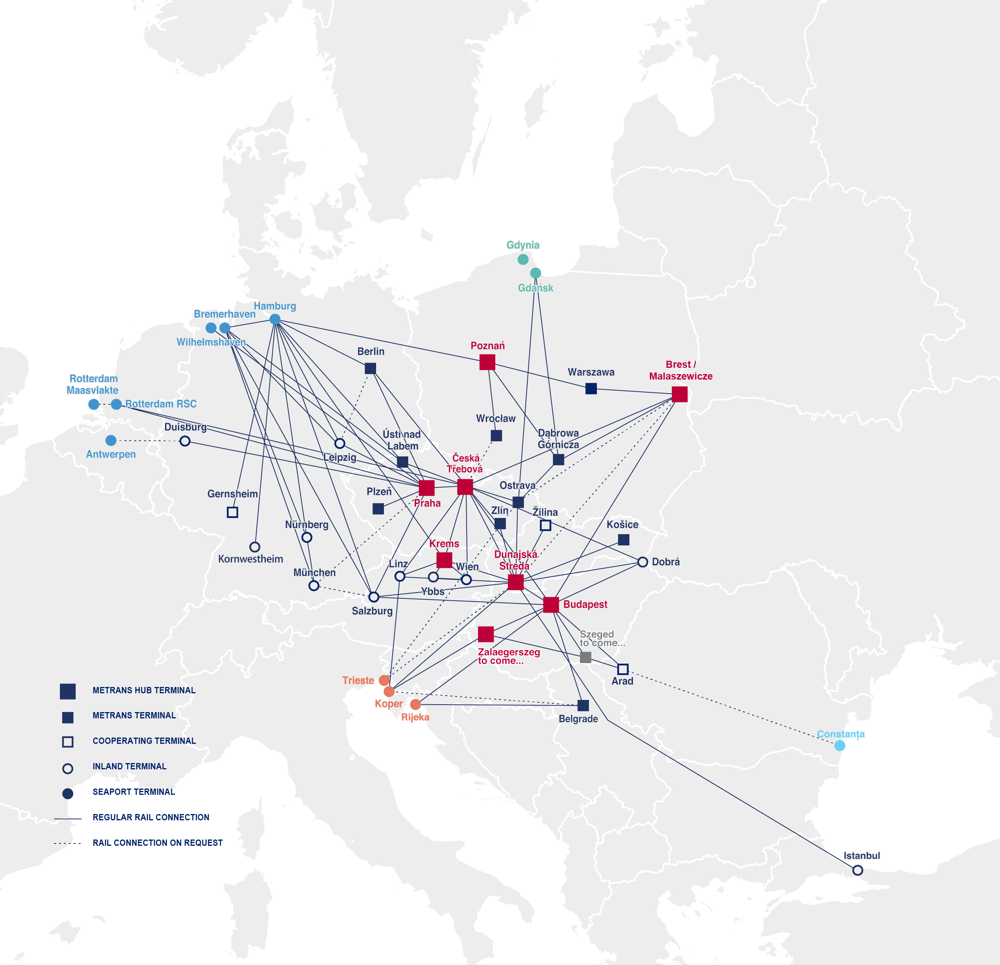 Gdynia
Gdańsk
Hamburg
Bremerhaven
Wilhelmshaven
Poznań
Berlin
Brest /
Malaszewicze
Warszawa
Rotterdam
Maasvlakte
Rotterdam RSC
Wrocław
Duisburg
Ústí nad
Labem
Dąbrowa
Górnicza
Antwerpen
Leipzig
Česká
Třebová
Ostrava
Plzeň
Gernsheim
Praha
Zlín
Žilina
Nürnberg
Košice
Krems
Dunajská
Streda
Kornwestheim
Linz
Wien
Dobrá
München
Ybbs
Salzburg
Budapest
Szeged
to come...
Zalaegerszeg
to come...
Trieste
Arad
Koper
Rijeka
Belgrade
Constanța
Istanbul
METRANS HUB TERMINAL
METRANS TERMINAL
COOPERATING TERMINAL
INLAND TERMINAL
SEAPORT TERMINAL
REGULAR RAIL CONNECTION
RAIL CONNECTION ON REQUEST